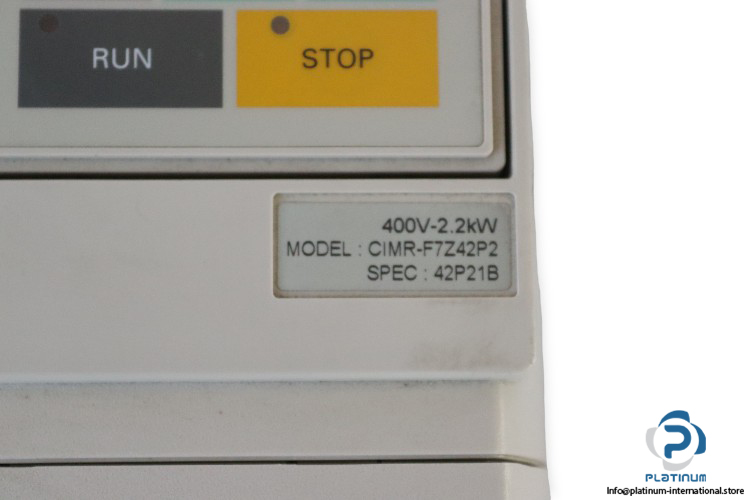 RUN
STOP
400V-2.2kW
MODEL : CIMR-F7Z42P2
SPEC : 42P21B
PLATINUM
Info@platinum-international.store